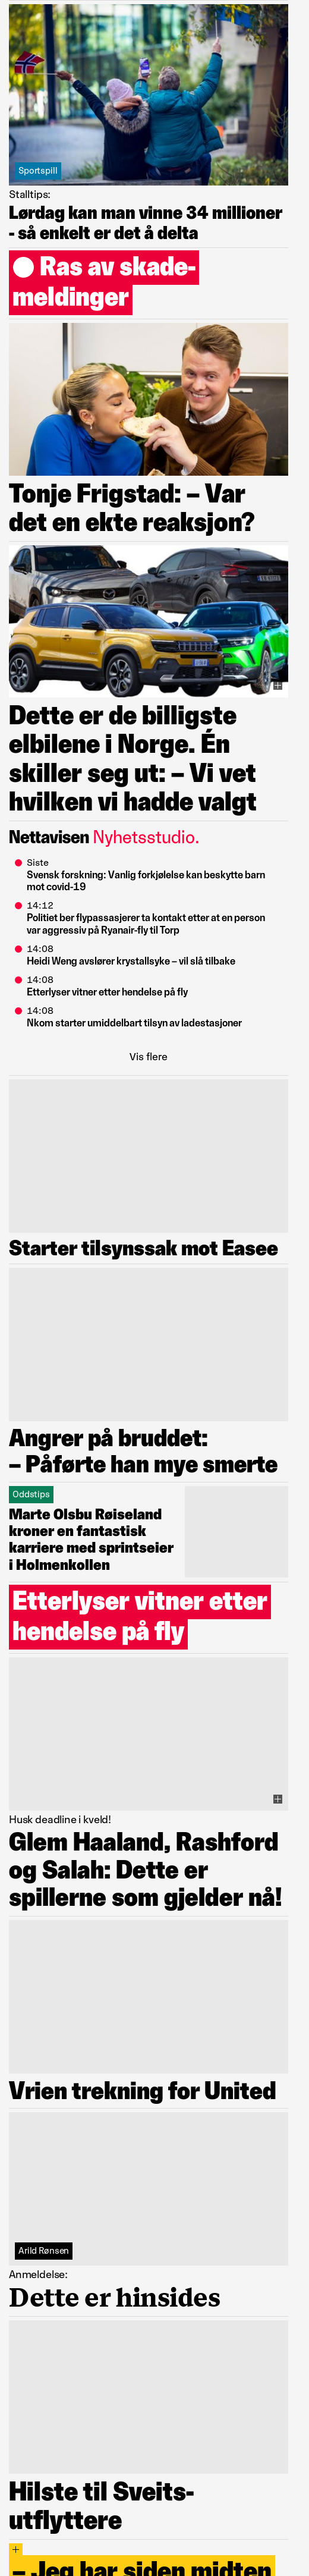 Sportspill
Stalltips:
Lørdag kan man vinne 34 millioner
- så enkelt er det å delta
Ras av skade-
meldinger
Tonje Frigstad: – Var
det en ekte reaksjon?
Dette er de billigste
elbilene i Norge. Én
skiller seg ut: – Vi vet
hvilken vi hadde valgt
Nettavisen Nyhetsstudio.
Siste
Svensk forskning: Vanlig forkjølelse kan beskytte barn
mot covid-19
14:12
Politiet ber flypassasjerer ta kontakt etter at en person
var aggressiv på Ryanair-fly til Torp
14:08
Heidi Weng avslører krystallsyke – vil slå tilbake
14:08
Etterlyser vitner etter hendelse på fly
14:08
Nkom starter umiddelbart tilsyn av ladestasjoner
Vis flere
Starter tilsynssak mot Easee
Angrer på bruddet:
– Påførte han mye smerte
Oddstips
Marte Olsbu Røiseland
kroner en fantastisk
karriere med sprintseier
i Holmenkollen
Etterlyser vitner etter
hendelse på fly
Husk deadline i kveld!
Glem Haaland, Rashford
og Salah: Dette er
spillerne som gjelder nå!
Vrien trekning for United
Arild Rønsen
Anmeldelse:
Dette er hinsides
Hilste til Sveits-
utflyttere
+
– Jeg har siden midten